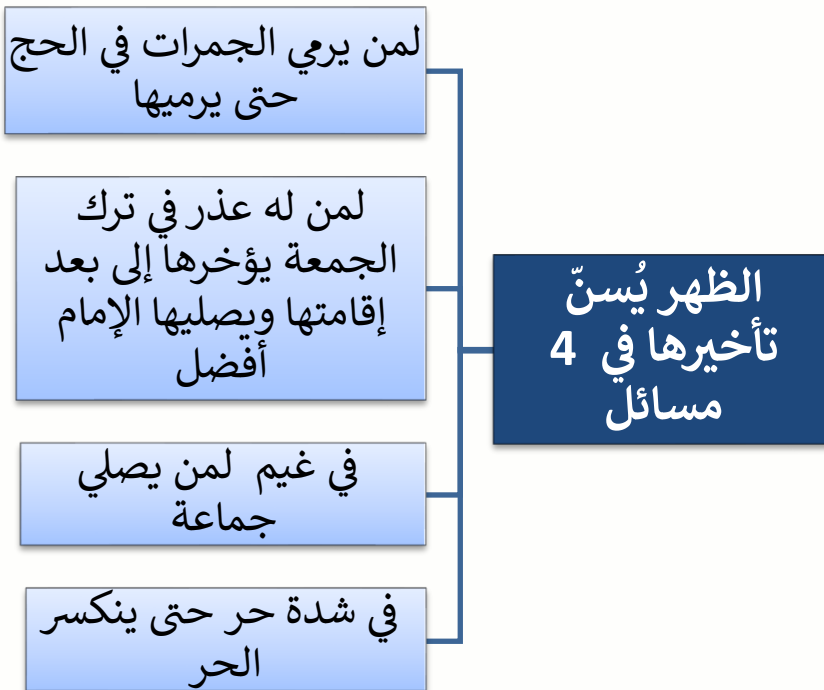 الظهر يُسنّ
تأخيرها في 4
مسائل
لمن يرمي الجمرات في الحج
حتى يرميها
لمن له عذر في ترك
الجمعة يؤخرها إلى بعد
إقامتها ويصليها الإمام
أفضل
في غيم لمن يصلي
جماعة
في شدة حر حتى ينكسر
الحر